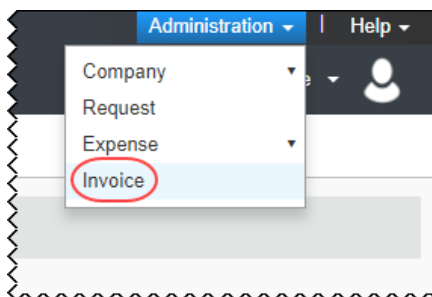 Administration | Help
Company
Request
Expense
Invoice